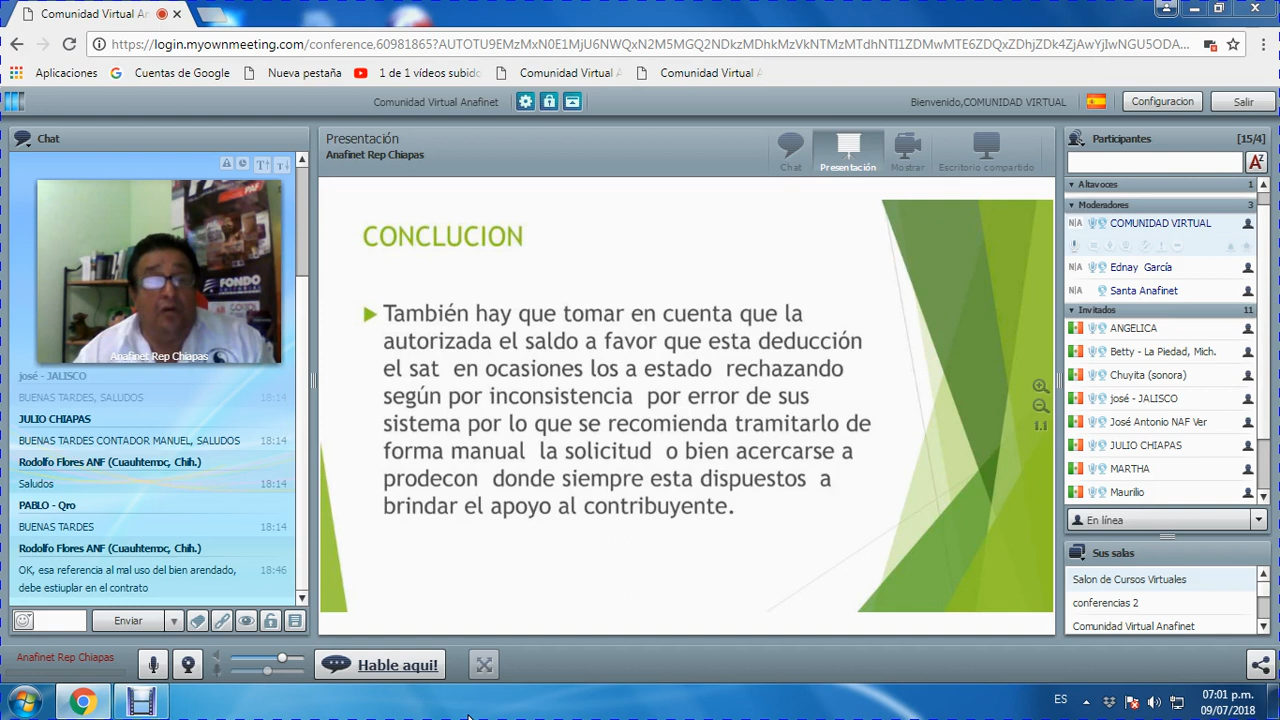 Comunidad Virtual Anafi
https://login.myownmeeting.com/conference,60981865?AUTOTU9EMzMxN0E1MjU6NWQxN2M5MGQ2NDkzMDhkMzVkNTMzMTdhNTI1ZDMwMTE6ZDQxZDhjZDk4ZjAwYjIwNGU5ODA...
Aplicaciones
Cuentas de Google
Nueva pestaña
1 de 1 vídeos subido
Comunidad Virtual A
Comunidad Virtual A
Comunidad Virtual Anafinet
Bienvenido,COMUNIDAD VIRTUAL
Configuracion
Salir
Chat
Anafinet Rep Chiapas
josé - JALISCO
BUENAS TARDES, SALUDOS 18:14
JULIO CHIAPAS
BUENAS TARDES CONTADOR MANUEL, SALUDOS 18:14
Rodolfo Flores ANF (Cuauhtemoc, Chih.)
Saludos 18:14
PABLO - Qro
BUENAS TARDES 18:14
Rodolfo Flores ANF (Cuauhtemoc, Chih.)
OK, esa referencia al mal uso del bien arendado, 18:46
debe estiuplar en el contrato
Enviar
Anafinet Rep Chiapas
Hable aqui!
Presentación
Anafinet Rep Chiapas
Chat
Presentación
Mostrar
Escritorio compartido
CONCLUCION
También hay que tomar en cuenta que la
autorizada el saldo a favor que esta deducción
el sat en ocasiones los a estado rechazando
según por inconsistencia por error de sus
sistema por lo que se recomienda tramitarlo de
forma manual la solicitud o bien acercarse a
prodecon donde siempre esta dispuestos a
brindar el apoyo al contribuyente.
1.1
FONDO
Participantes [15/4]
Altavoces 1
Moderadores 3
N/A COMUNIDAD VIRTUAL
N/A Ednay García
N/A Santa Anafinet
Invitados 11
ANGELICA
Betty - La Piedad, Mich.
Chuyita (sonora)
josé - JALISCO
José Antonio NAF Ver
JULIO CHIAPAS
MARTHA
Maurilio
En línea
Sus salas
Salon de Cursos Virtuales
conferencias 2
Comunidad Virtual Anafinet
ES
07:01 p.m.
09/07/2018